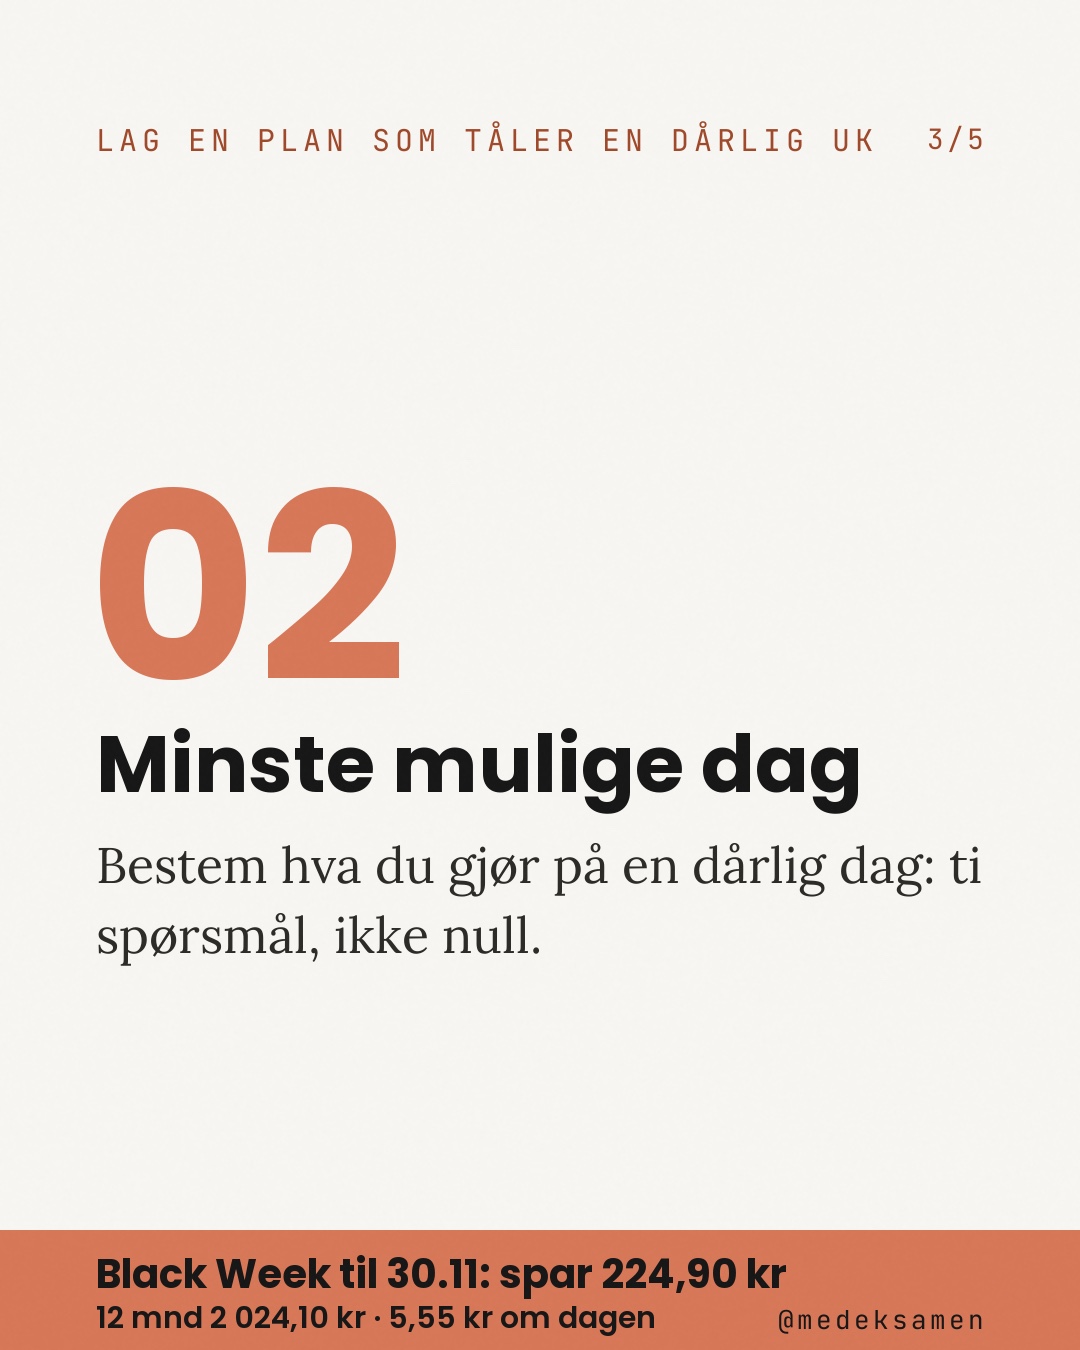 LAG EN PLAN SOM TÅLER EN DÅRLIG UK 3/5
02
Minste mulige dag
Bestem hva du gjør på en dårlig dag: ti
spørsmål, ikke null.
Black Week til 30.11: spar 224,90 kr
12 mnd 2 024,10 kr · 5,55 kr om dagen
@medeksamen